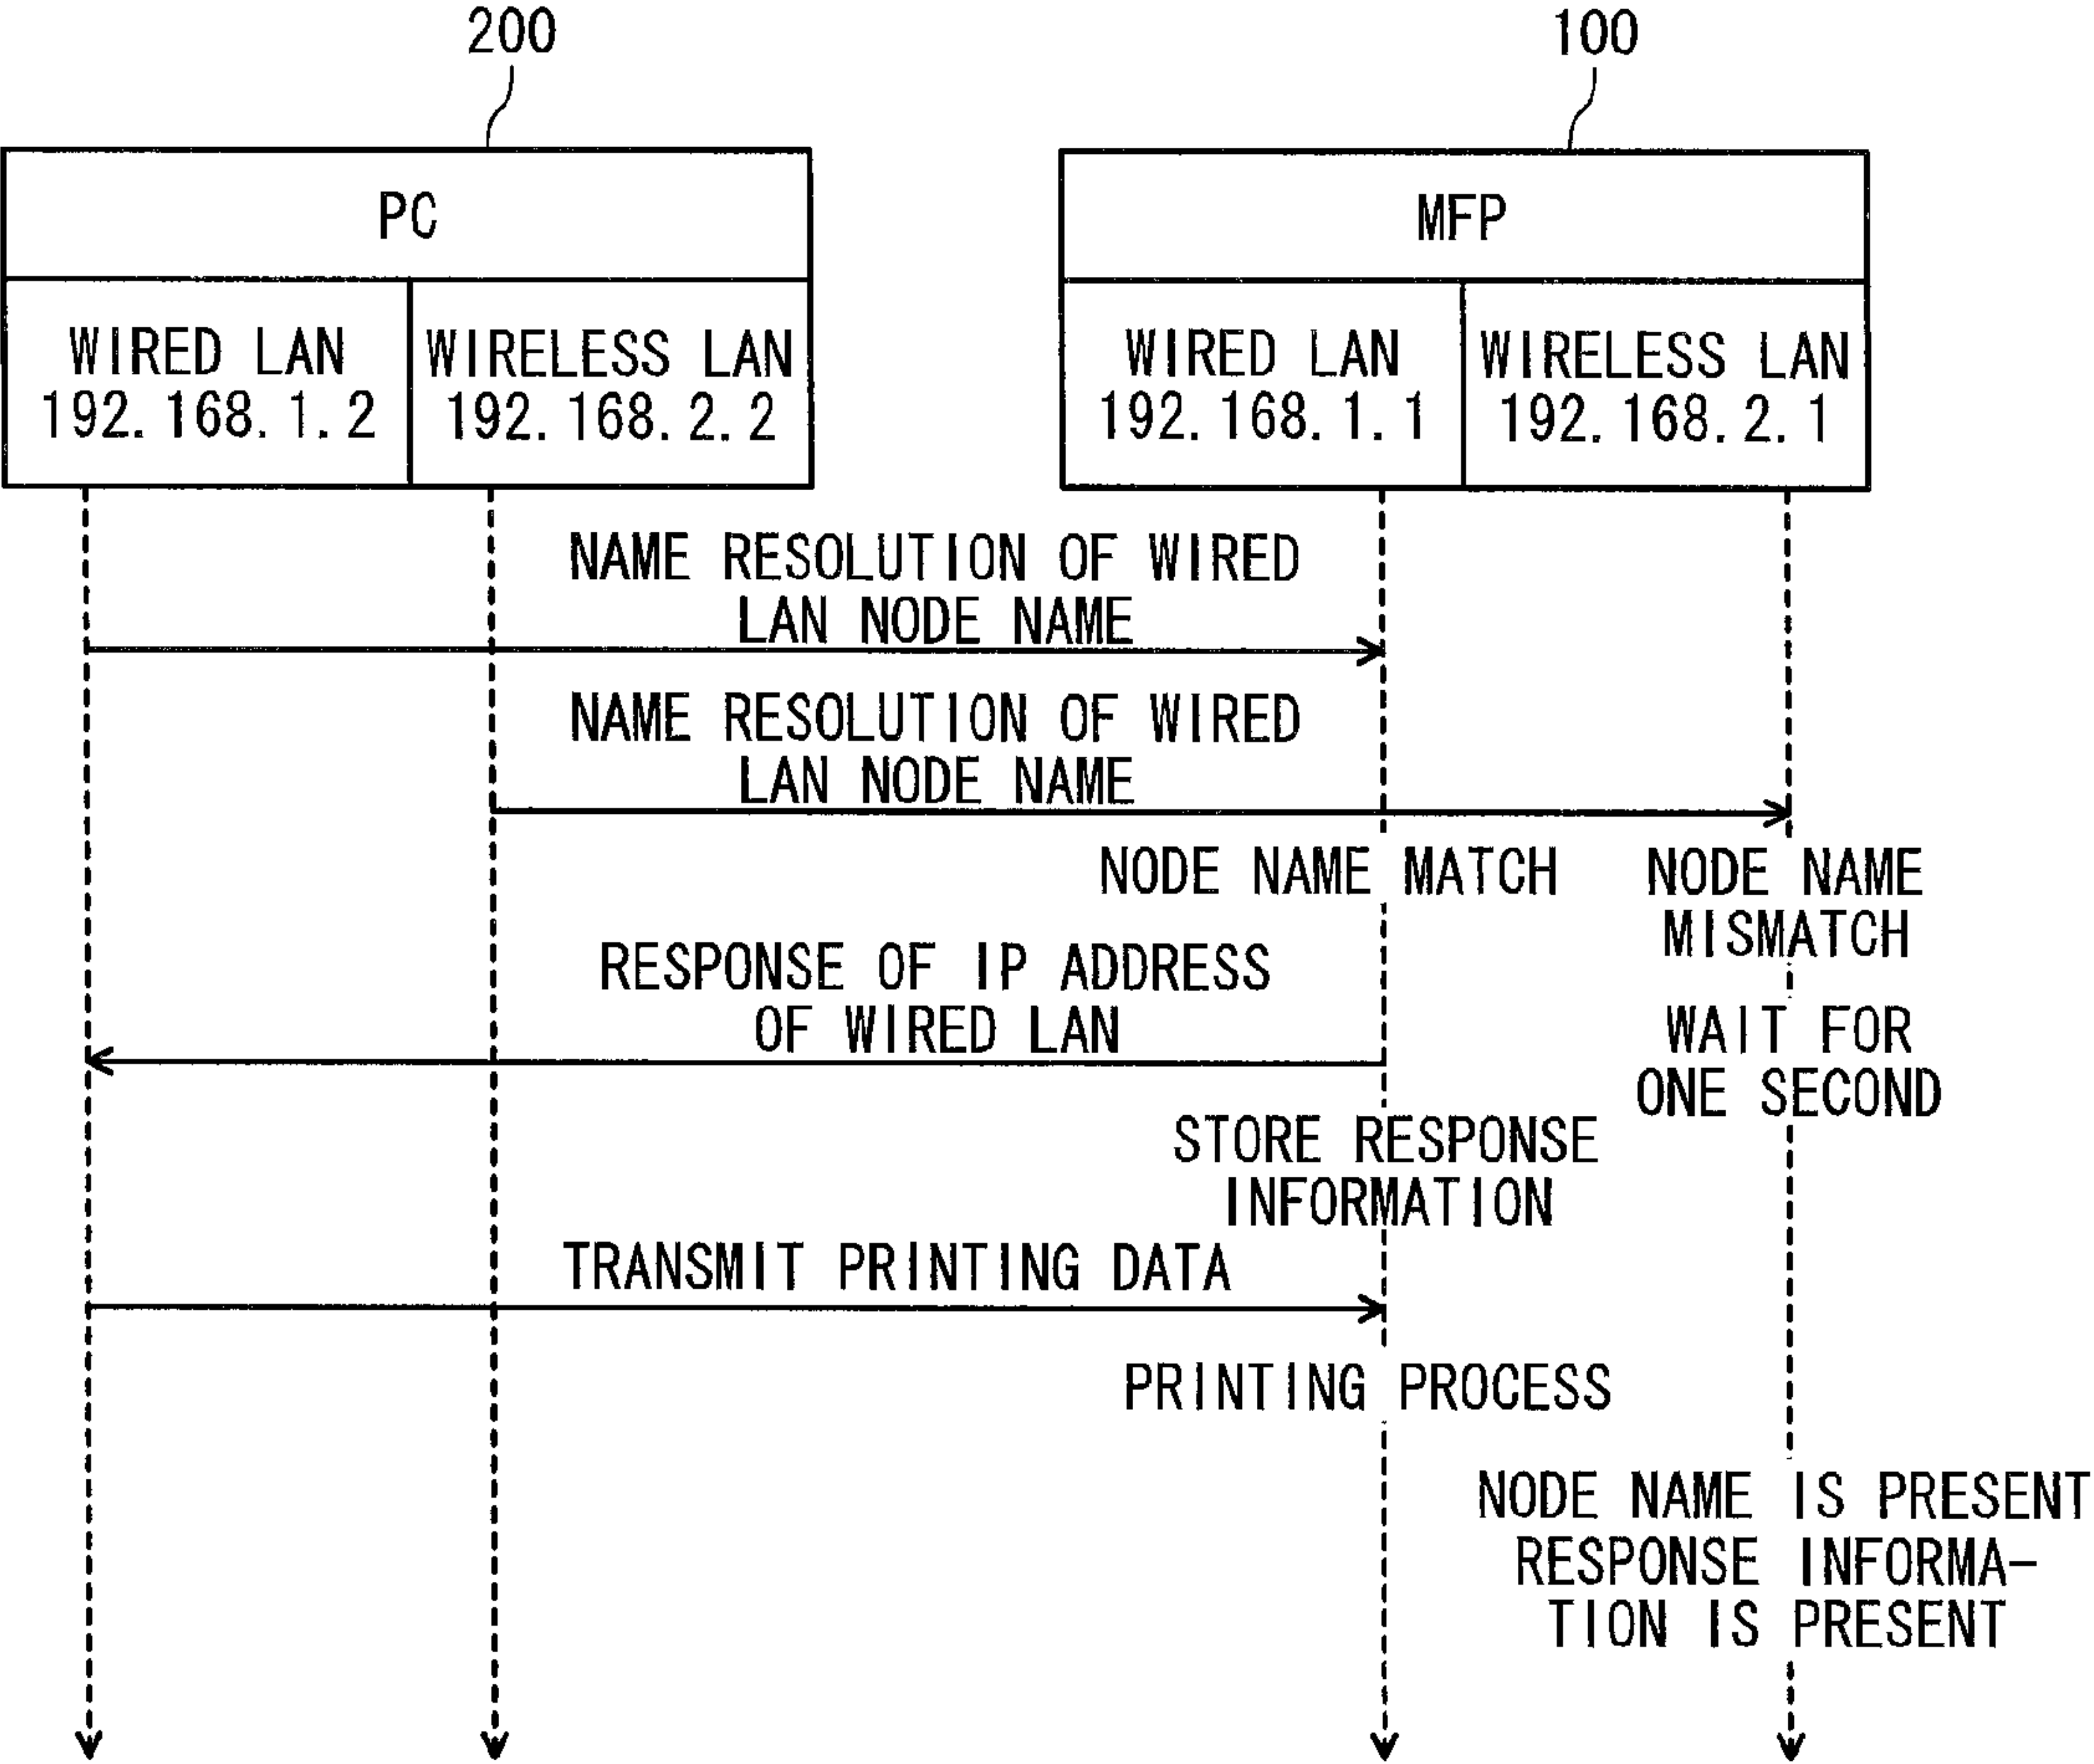 200
100
PC
MFP
WIRED LAN
192.168.1.2
WIRELESS LAN
192.168.2.2
WIRED LAN
192.168.1.1
WIRELESS LAN
192.168.2.1
NAME RESOLUTION OF WIRED
LAN NODE NAME
NAME RESOLUTION OF WIRED
LAN NODE NAME
NODE NAME MATCH
NODE NAME
MISMATCH
RESPONSE OF IP ADDRESS
OF WIRED LAN
WAIT FOR
ONE SECOND
STORE RESPONSE
INFORMATION
TRANSMIT PRINTING DATA
PRINTING PROCESS
NODE NAME IS PRESENT
RESPONSE INFORMA-
TION IS PRESENT